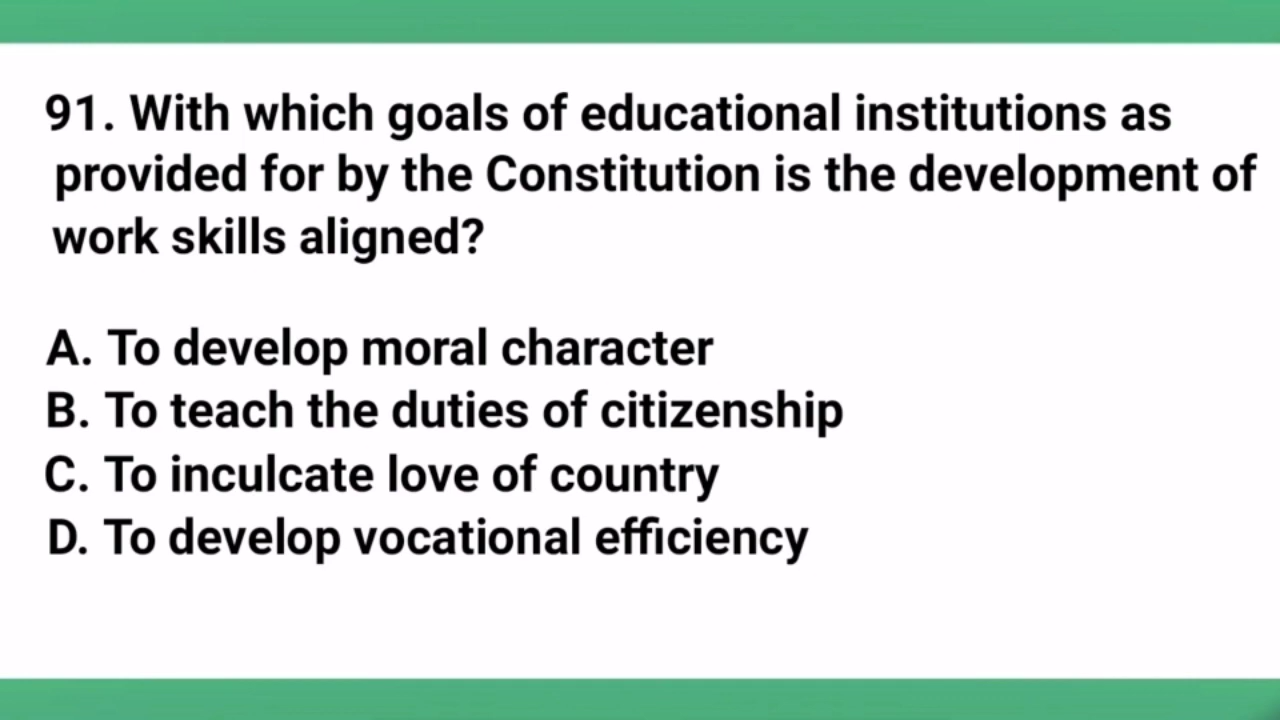 91. With which goals of educational institutions as
provided for by the Constitution is the development of
work skills aligned?
A. To develop moral character
B. To teach the duties of citizenship
C. To inculcate love of country
D. To develop vocational efficiency